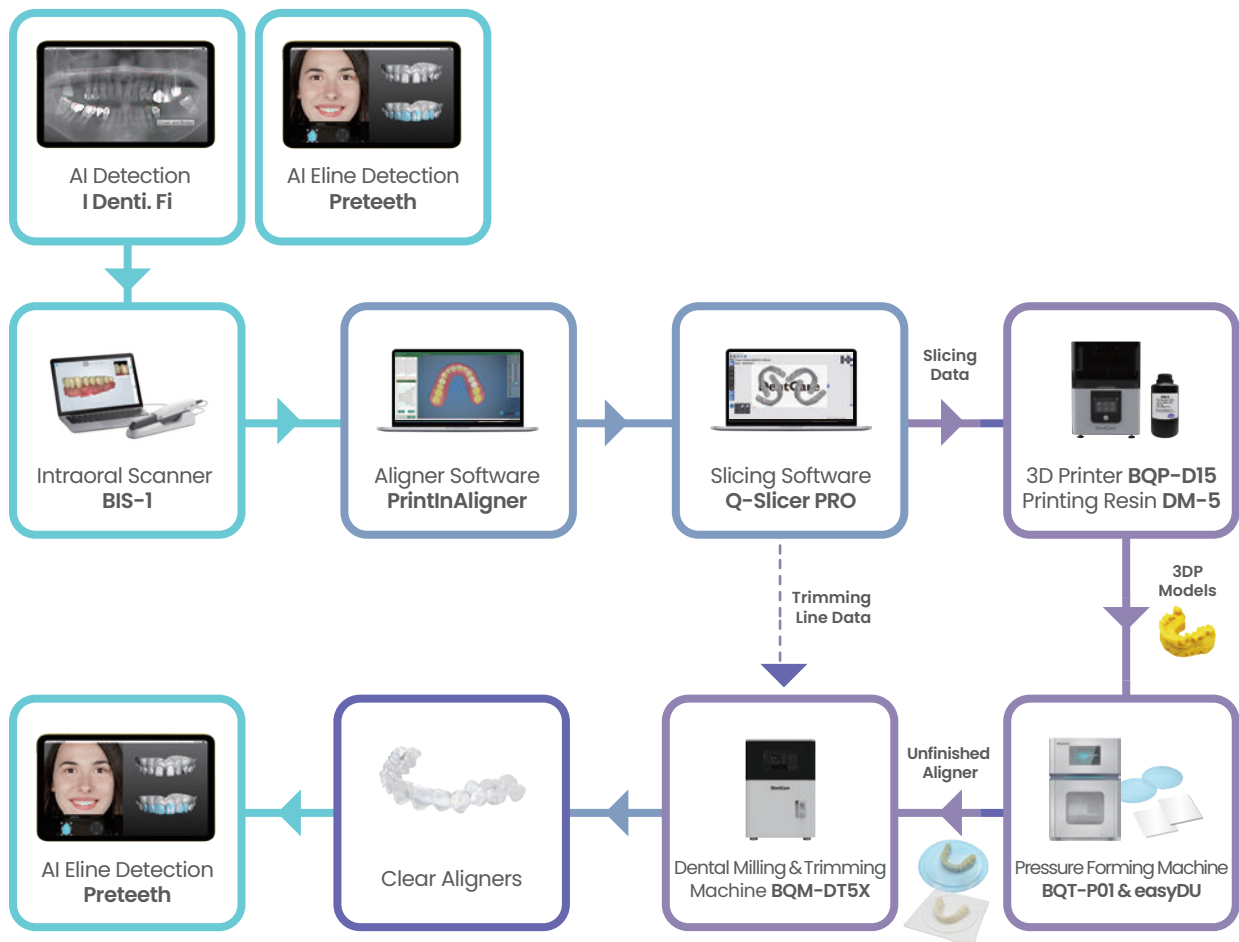 AI Detection
I Denti. Fi
AI Eline Detection
Preteeth
Intraoral Scanner
BIS-1
Aligner Software
PrintInAligner
DentCare
Slicing Software
Q-Slicer PRO
Slicing
Data
3D Printer BQP-D15
Printing Resin DM-5
Trimming
Line Data
3DP
Models
AI Eline Detection
Preteeth
Clear Aligners
Dental Milling & Trimming
Machine BQM-DT5X
Unfinished
Aligner
Pressure Forming Machine
BQT-P01 & easyDU